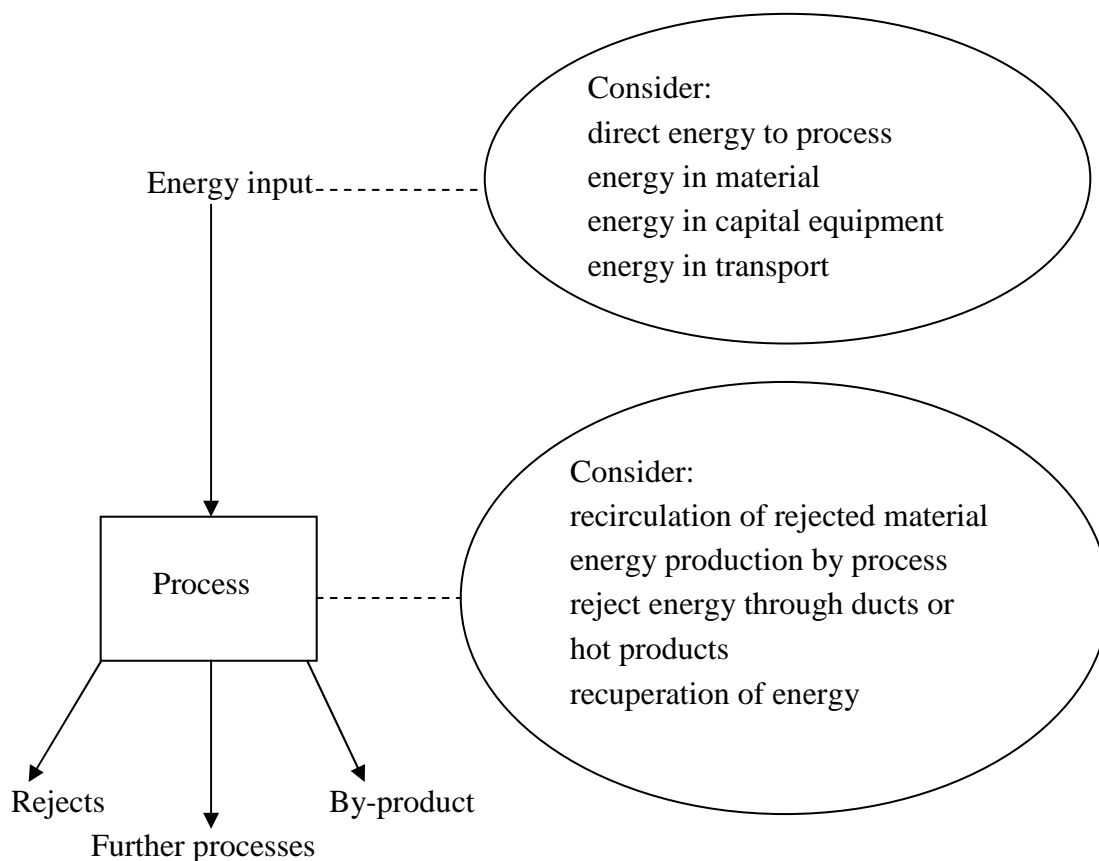 Consider:
direct energy to process
energy in material
energy in capital equipment
energy in transport
Energy input
Consider:
recirculation of rejected material
energy production by process
reject energy through ducts or
hot products
recuperation of energy
Process
Rejects
By-product
Further processes